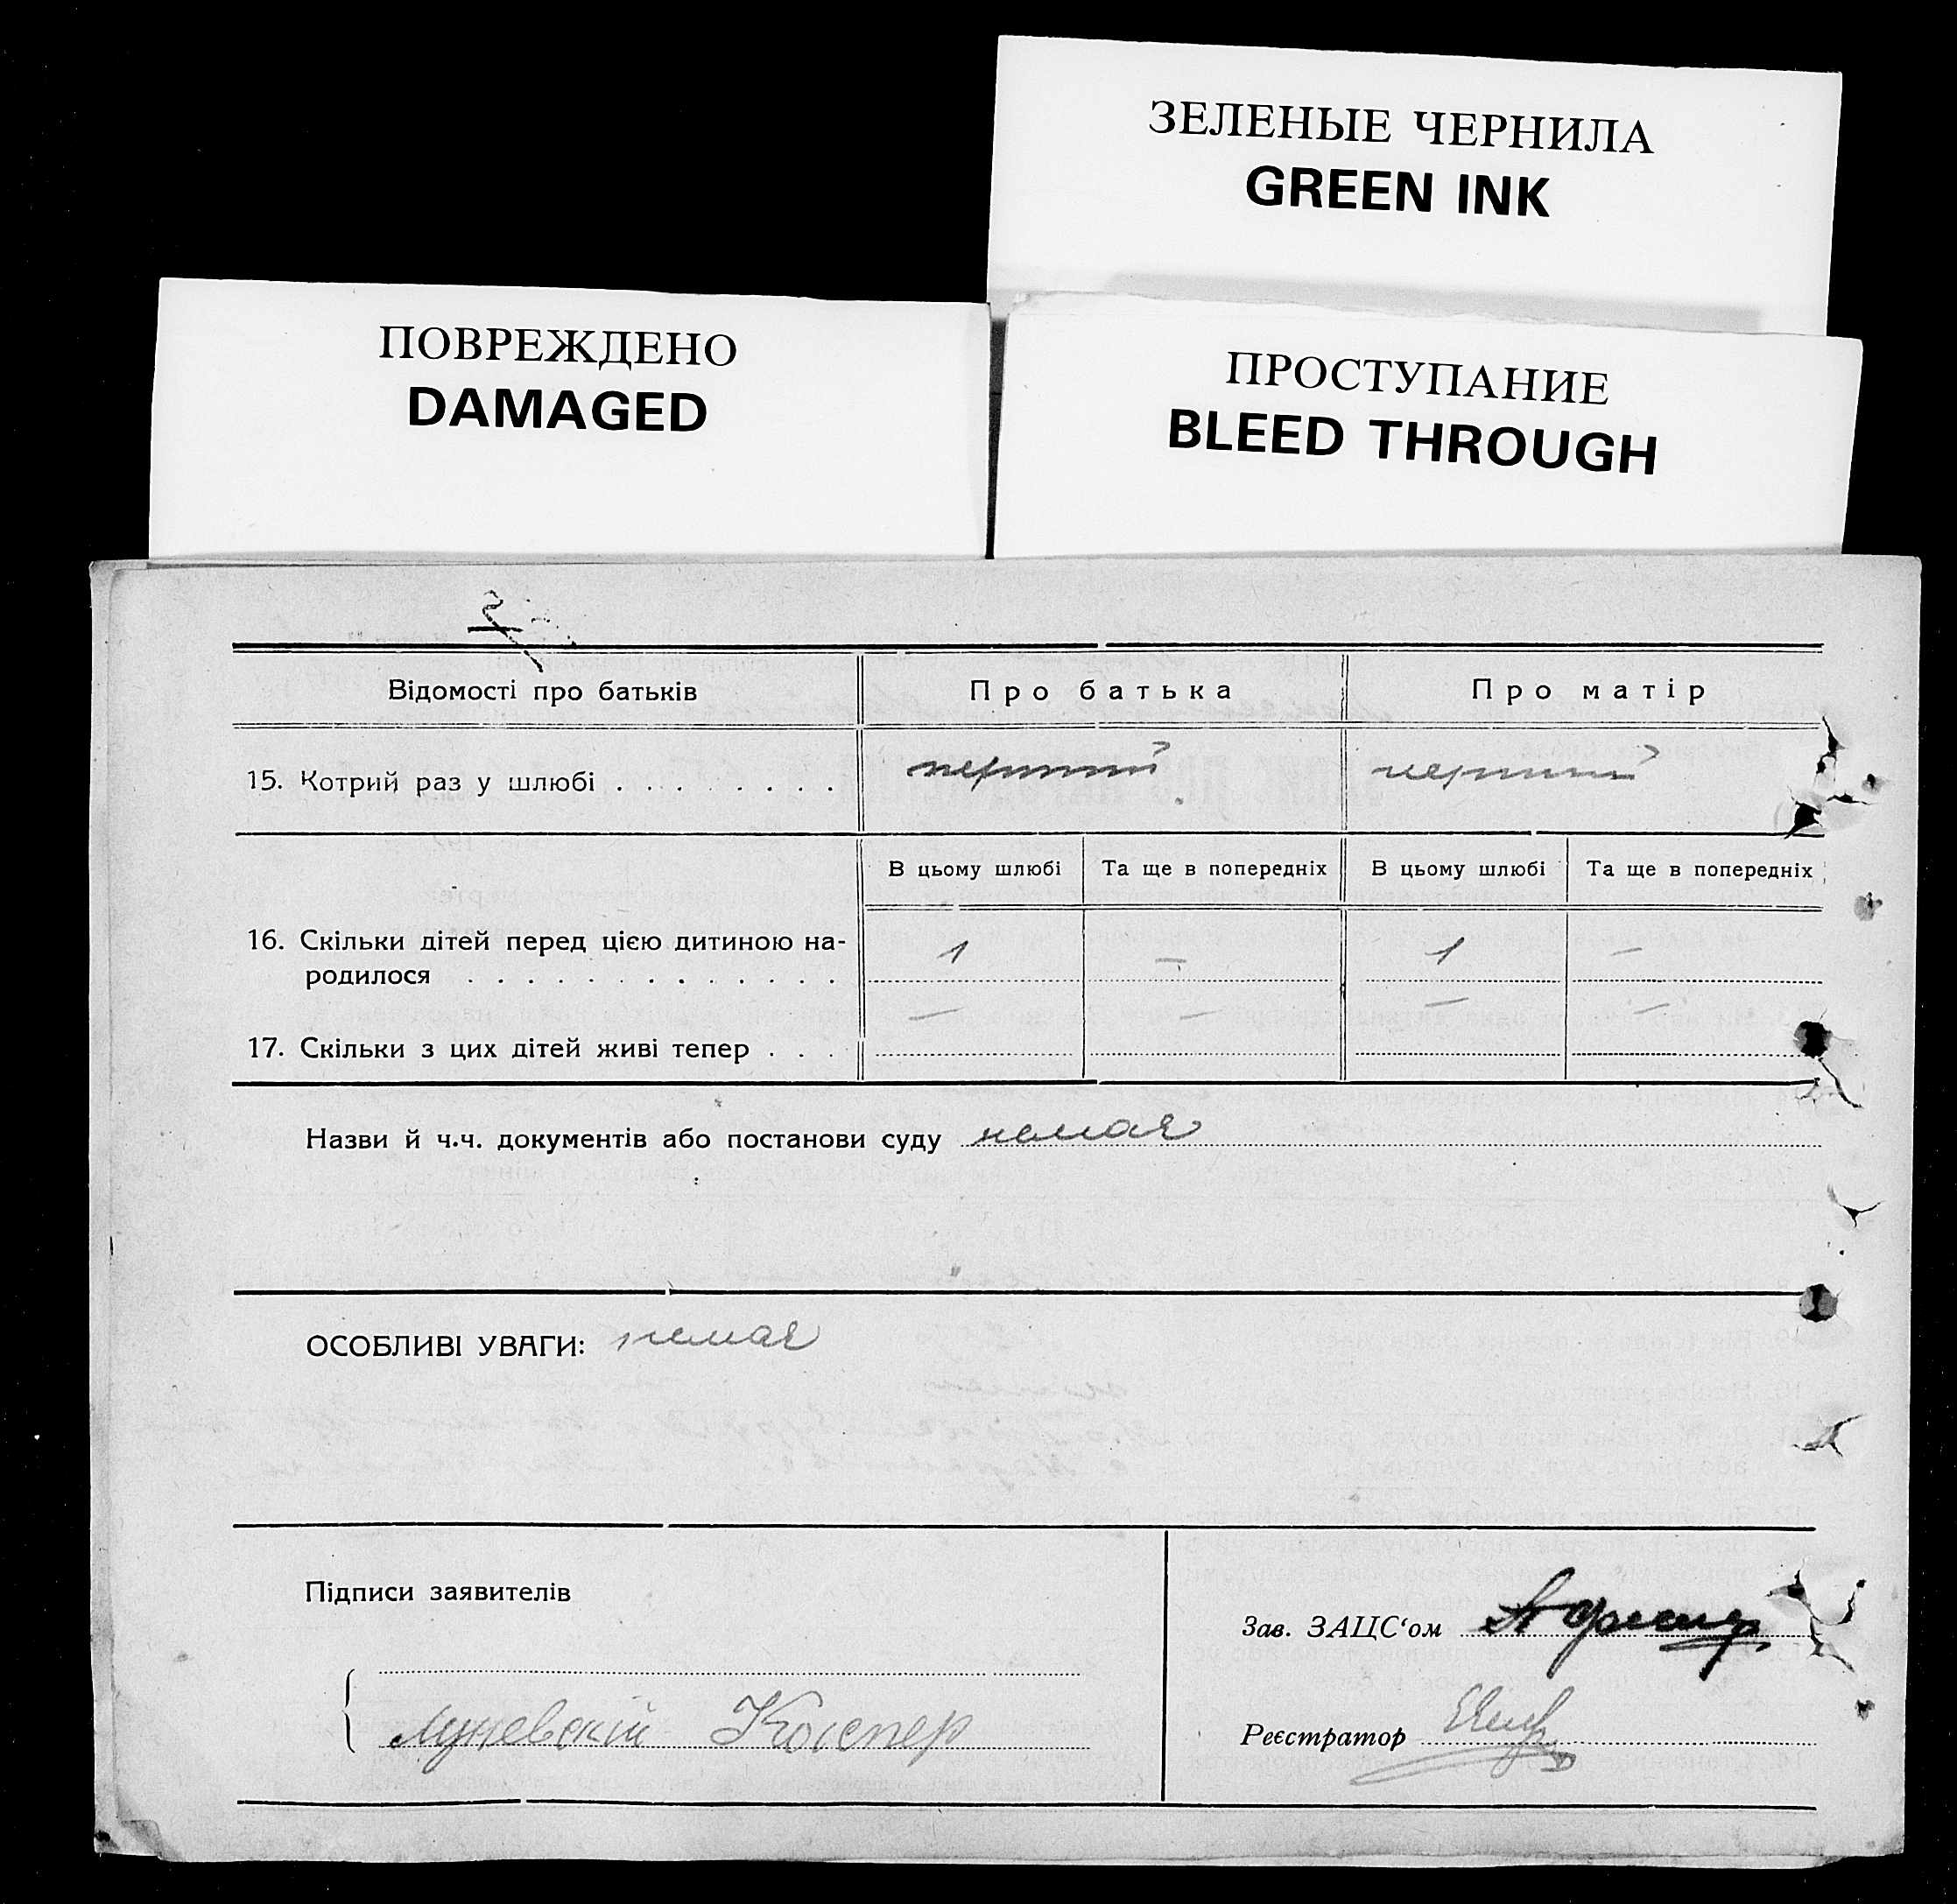 ЗЕЛЕНЫЕ ЧЕРНИЛА
GREEN INK
ПОВРЕЖДЕНО
DAMAGED
ПРОСТУПАНИЕ
BLEED THROUGH
Відомості про батьків Про батька Про матір
15. Котрий раз у шлюбі . . . . . . . . перший перший
В цьому шлюбі Та ще в попередніх В цьому шлюбі Та ще в попередніх
16. Скільки дітей перед цією дитиною на-
родилося . . . . . . . . . . . . . 1 — 1 —
17. Скільки з цих дітей живі тепер . . . . — — — —
Назви й ч.ч. документів або постанови суду немає
ОСОБЛИВІ УВАГИ: немає
Підписи заявителів
Зав. ЗАЦС‘ом
Реєстратор
Каспер